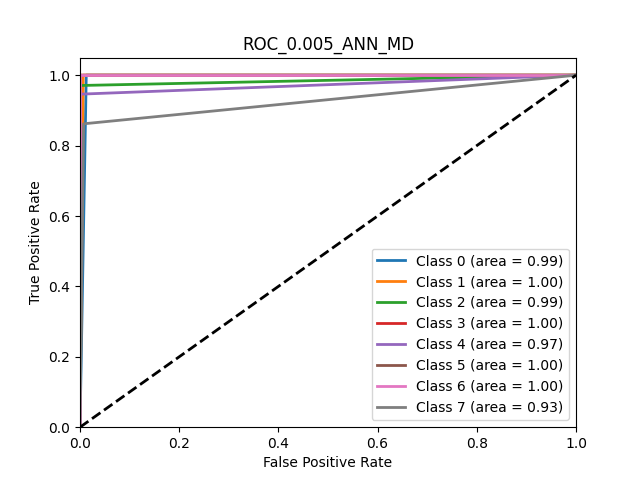 ROC_0.005_ANN_MD
1.0
0.8
0.6
0.4
0.2
0.0
True Positive Rate
Class 0 (area = 0.99)
Class 1 (area = 1.00)
Class 2 (area = 0.99)
Class 3 (area = 1.00)
Class 4 (area = 0.97)
Class 5 (area = 1.00)
Class 6 (area = 1.00)
Class 7 (area = 0.93)
0.0 0.2 0.4 0.6 0.8 1.0
False Positive Rate